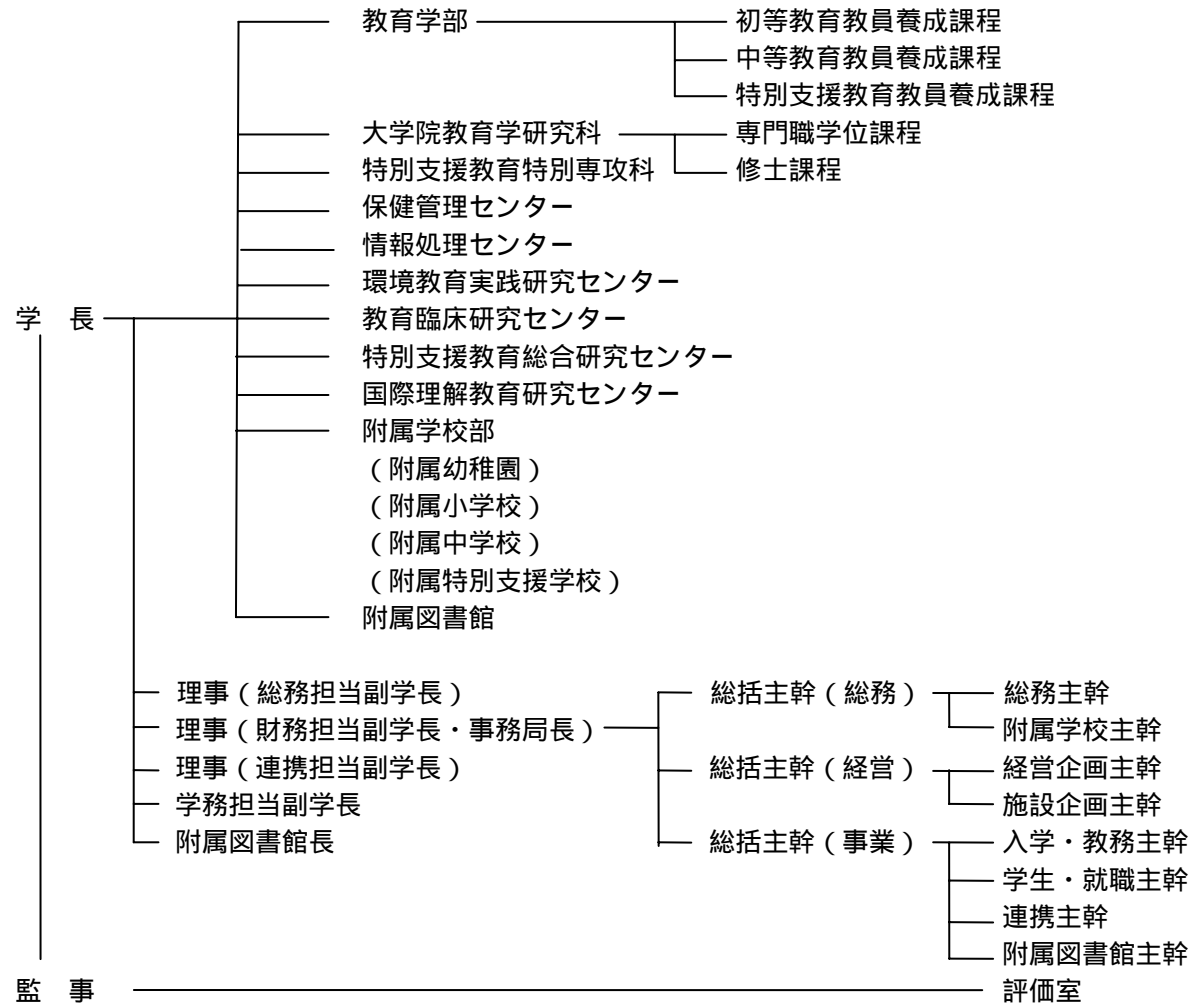 教育学部 初等教育教員養成課程
中等教育教員養成課程
特別支援教育教員養成課程
大学院教育学研究科 専門職学位課程
特別支援教育特別専攻科 修士課程
保健管理センター
情報処理センター
環境教育実践研究センター
学 長 教育臨床研究センター
特別支援教育総合研究センター
国際理解教育研究センター
附属学校部
(附属幼稚園)
(附属小学校)
(附属中学校)
(附属特別支援学校)
附属図書館
理事(総務担当副学長) 総括主幹(総務) 総務主幹
理事(財務担当副学長・事務局長) 附属学校主幹
理事(連携担当副学長) 総括主幹(経営) 経営企画主幹
学務担当副学長 施設企画主幹
附属図書館長 総括主幹(事業) 入学・教務主幹
学生・就職主幹
連携主幹
附属図書館主幹
監 事 評価室